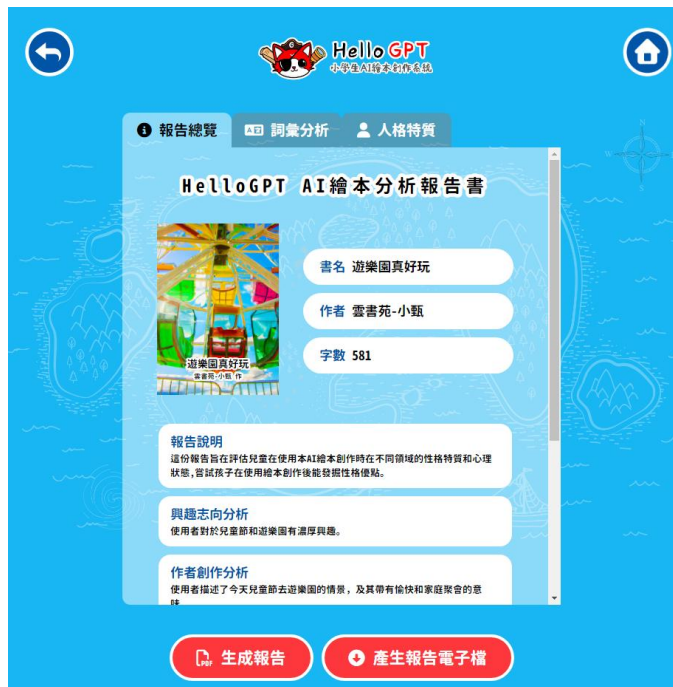 Hello GPT
小學生AI繪本創作系統
報告總覽 詞彙分析 人格特質
HelloGPT AI繪本分析報告書
書名 遊樂園真好玩
作者 雲書苑-小甄
字數 581
遊樂園真好玩
雲書苑-小甄 作
報告說明
這份報告旨在評估兒童在使用本AI繪本創作時在不同領域的性格特質和心理
狀態,嘗試孩子在使用繪本創作後能發掘性格優點。
興趣志向分析
使用者對於兒童節和遊樂園有濃厚興趣。
作者創作分析
使用者描述了今天兒童節去遊樂園的情景，及其帶有愉快和家庭聚會的意
味
PDF 生成報告 產生報告電子檔